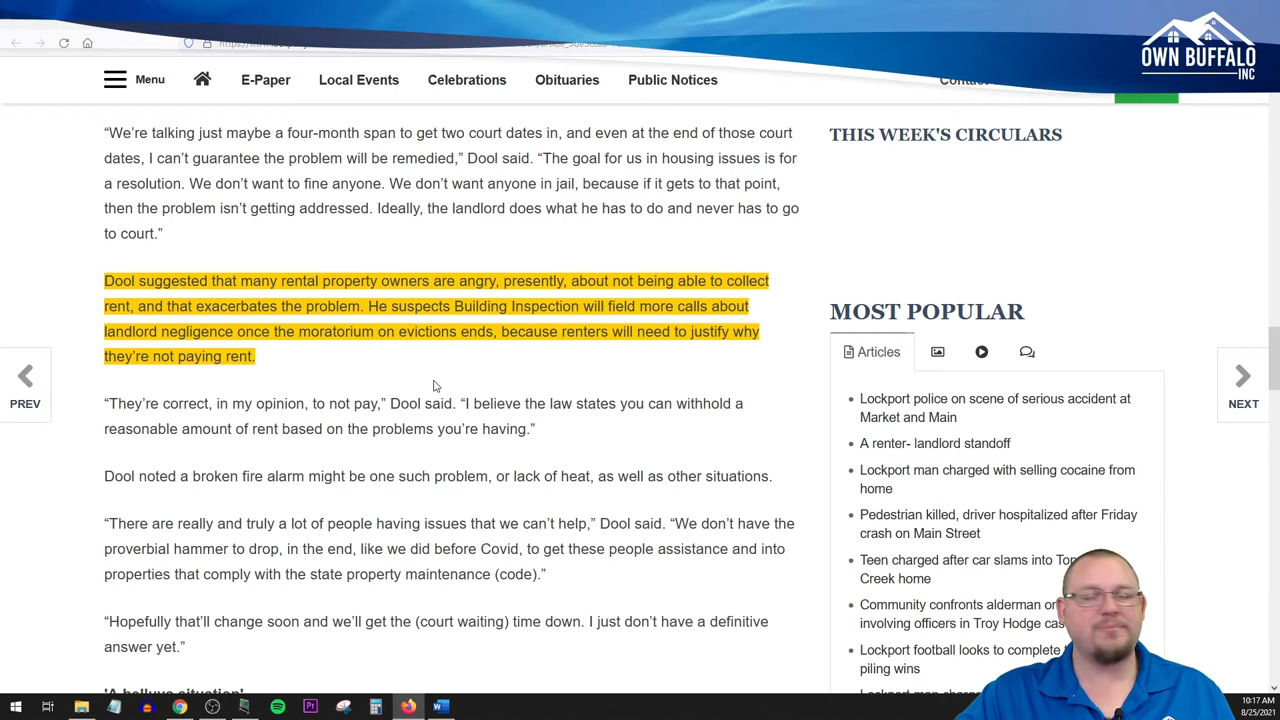 OWN BUFFALO
INC
Menu
E-Paper
Local Events
Celebrations
Obituaries
Public Notices
“We’re talking just maybe a four-month span to get two court dates in, and even at the end of those court
dates, I can’t guarantee the problem will be remedied,” Dool said. “The goal for us in housing issues is for
a resolution. We don’t want to fine anyone. We don’t want anyone in jail, because if it gets to that point,
then the problem isn’t getting addressed. Ideally, the landlord does what he has to do and never has to go
to court.”
Dool suggested that many rental property owners are angry, presently, about not being able to collect
rent, and that exacerbates the problem. He suspects Building Inspection will field more calls about
landlord negligence once the moratorium on evictions ends, because renters will need to justify why
they’re not paying rent.
“They’re correct, in my opinion, to not pay,” Dool said. “I believe the law states you can withhold a
reasonable amount of rent based on the problems you’re having.”
Dool noted a broken fire alarm might be one such problem, or lack of heat, as well as other situations.
“There are really and truly a lot of people having issues that we can’t help,” Dool said. “We don’t have the
proverbial hammer to drop, in the end, like we did before Covid, to get these people assistance and into
properties that comply with the state property maintenance (code).”
“Hopefully that’ll change soon and we’ll get the (court waiting) time down. I just don’t have a definitive
answer yet.”
PREV
NEXT
THIS WEEK'S CIRCULARS
MOST POPULAR
Articles
Lockport police on scene of serious accident at
Market and Main
A renter- landlord standoff
Lockport man charged with selling cocaine from
home
Pedestrian killed, driver hospitalized after Friday
crash on Main Street
Teen charged after car slams into
Creek home
Community confronts alderman
involving officers in Troy Hodge
Lockport football looks to complete
piling wins
10:17 AM
8/25/2021